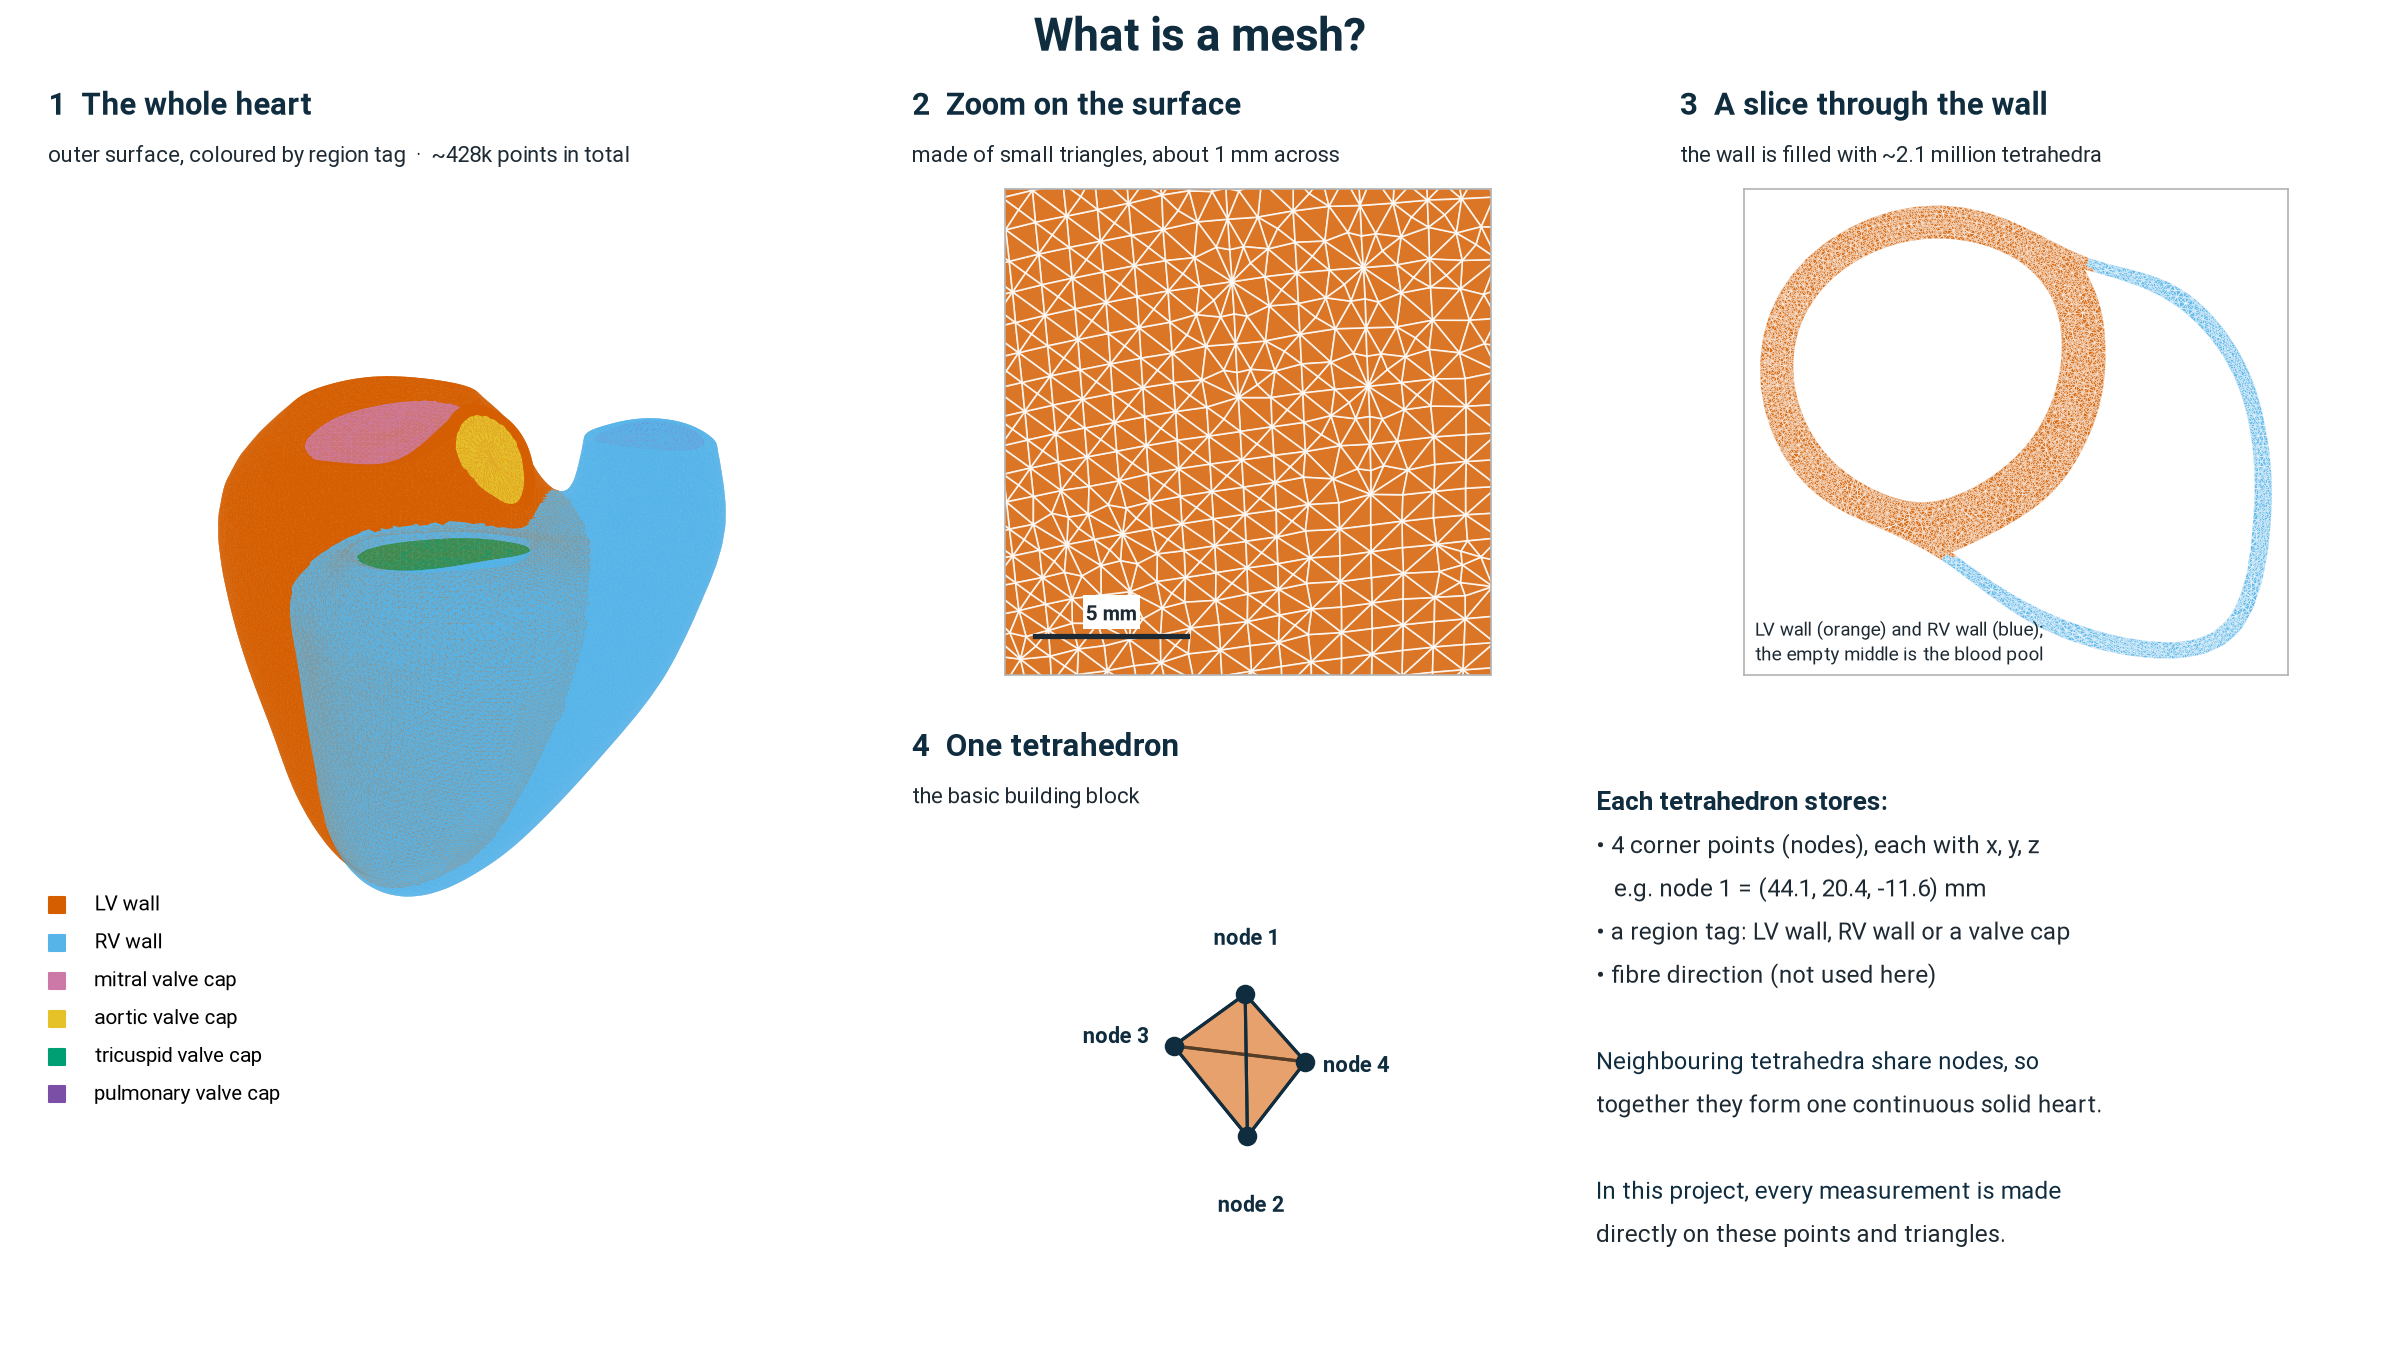 What is a mesh?
1 The whole heart
outer surface, coloured by region tag · ~428k points in total
LV wall
RV wall
mitral valve cap
aortic valve cap
tricuspid valve cap
pulmonary valve cap
2 Zoom on the surface
made of small triangles, about 1 mm across
5 mm
3 A slice through the wall
the wall is filled with ~2.1 million tetrahedra
LV wall (orange) and RV wall (blue);
the empty middle is the blood pool
4 One tetrahedron
the basic building block
node 1
node 3
node 4
node 2
Each tetrahedron stores:
• 4 corner points (nodes), each with x, y, z
e.g. node 1 = (44.1, 20.4, -11.6) mm
• a region tag: LV wall, RV wall or a valve cap
• fibre direction (not used here)
Neighbouring tetrahedra share nodes, so
together they form one continuous solid heart.
In this project, every measurement is made
directly on these points and triangles.